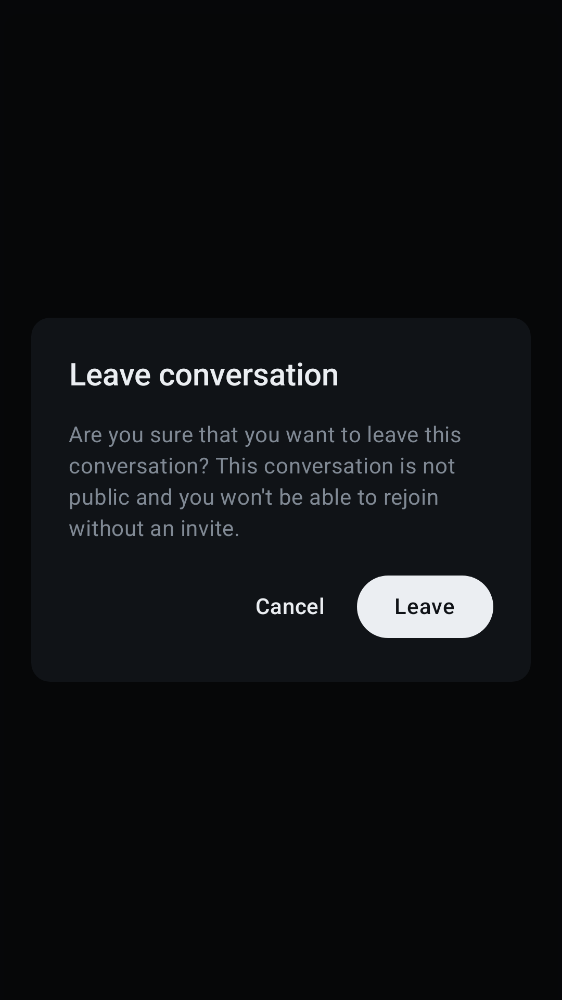 Leave conversation
Are you sure that you want to leave this
conversation? This conversation is not
public and you won't be able to rejoin
without an invite.
Cancel
Leave